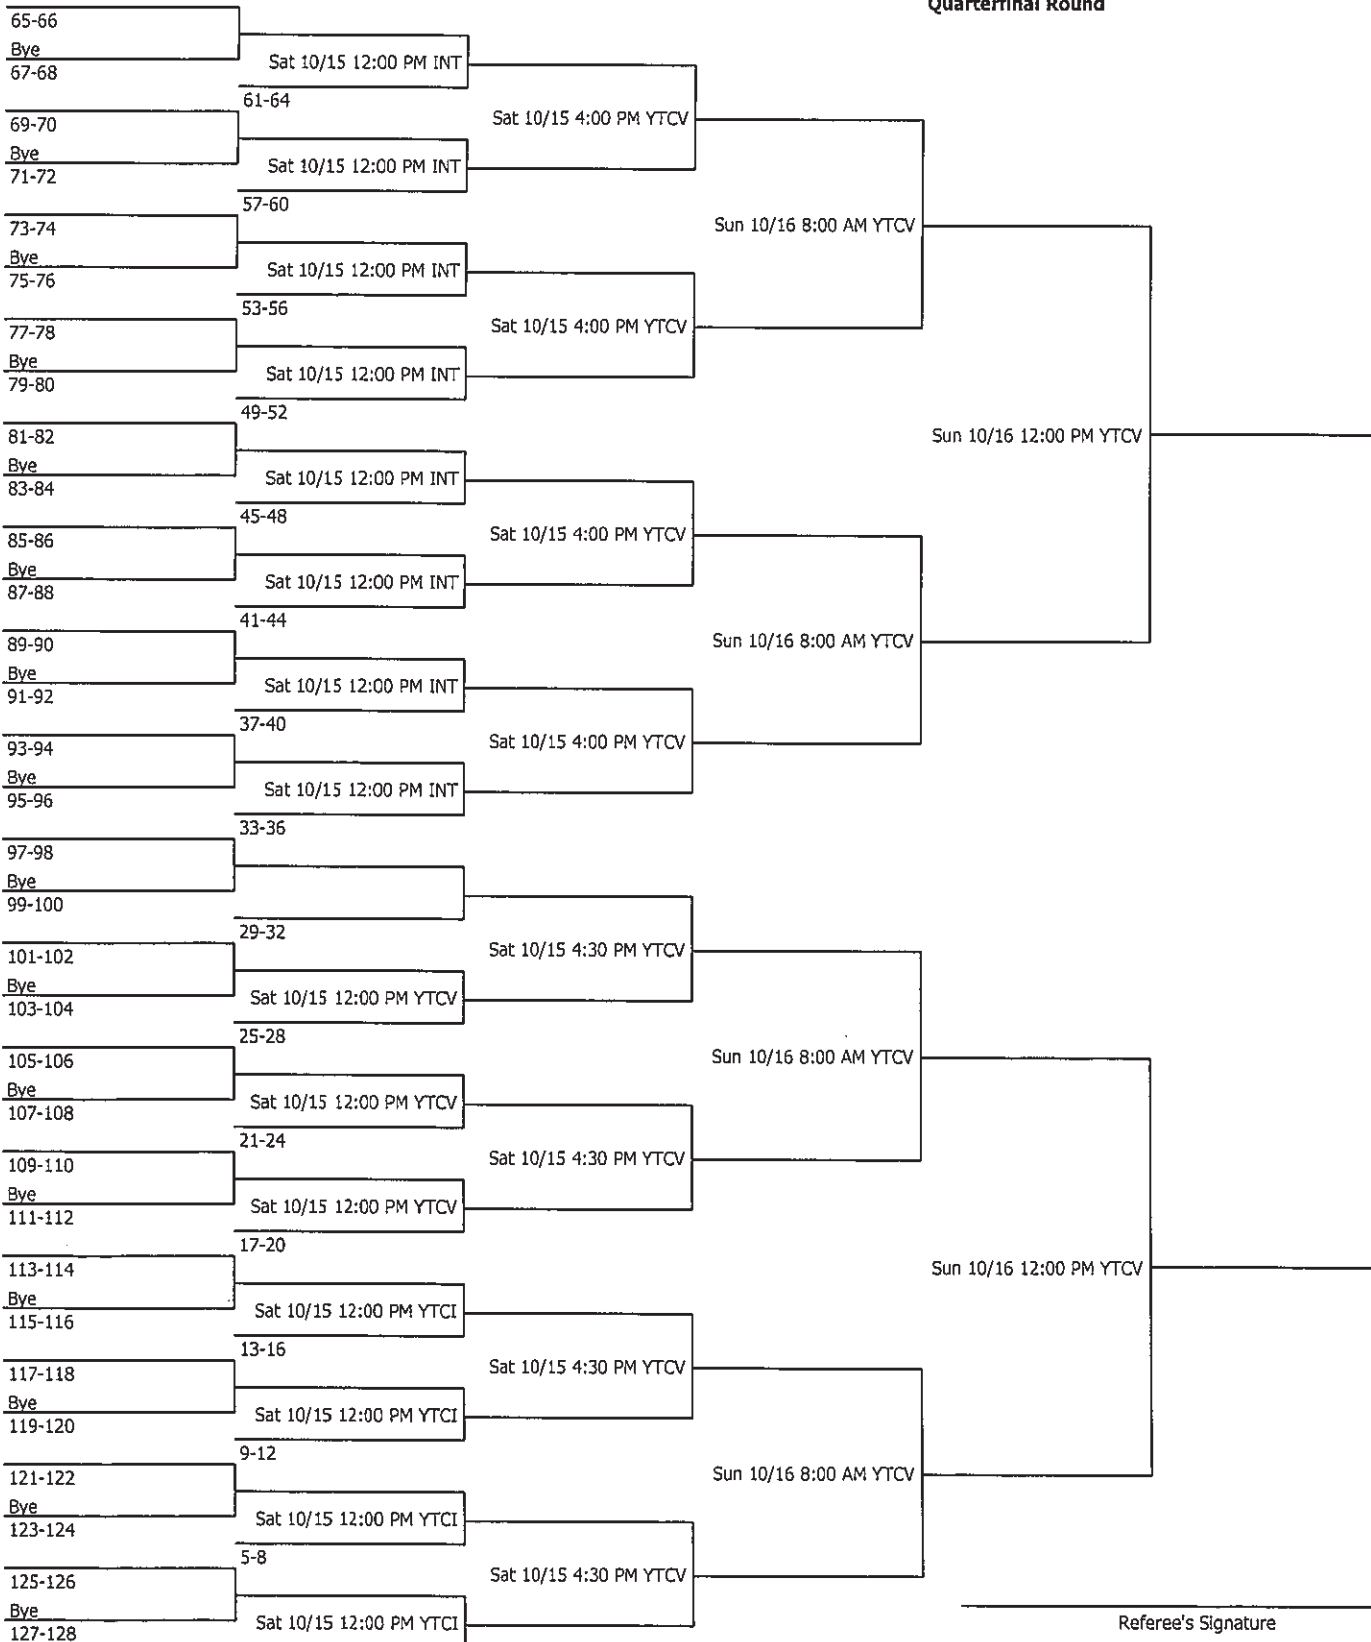 Quarterfinal Round
65-66
Bye
67-68
Sat 10/15 12:00 PM INT
61-64
Sat 10/15 4:00 PM YTCV
69-70
Bye
71-72
Sat 10/15 12:00 PM INT
57-60
Sun 10/16 8:00 AM YTCV
73-74
Bye
75-76
Sat 10/15 12:00 PM INT
53-56
Sat 10/15 4:00 PM YTCV
77-78
Bye
79-80
Sat 10/15 12:00 PM INT
49-52
Sun 10/16 12:00 PM YTCV
81-82
Bye
83-84
Sat 10/15 12:00 PM INT
45-48
Sat 10/15 4:00 PM YTCV
85-86
Bye
87-88
Sat 10/15 12:00 PM INT
41-44
Sun 10/16 8:00 AM YTCV
89-90
Bye
91-92
Sat 10/15 12:00 PM INT
37-40
Sat 10/15 4:00 PM YTCV
93-94
Bye
95-96
Sat 10/15 12:00 PM INT
33-36
97-98
Bye
99-100
29-32
Sat 10/15 4:30 PM YTCV
101-102
Bye
103-104
Sat 10/15 12:00 PM YTCV
25-28
Sun 10/16 8:00 AM YTCV
105-106
Bye
107-108
Sat 10/15 12:00 PM YTCV
21-24
Sat 10/15 4:30 PM YTCV
109-110
Bye
111-112
Sat 10/15 12:00 PM YTCV
17-20
Sun 10/16 12:00 PM YTCV
113-114
Bye
115-116
Sat 10/15 12:00 PM YTCI
13-16
Sat 10/15 4:30 PM YTCV
117-118
Bye
119-120
Sat 10/15 12:00 PM YTCI
9-12
Sun 10/16 8:00 AM YTCV
121-122
Bye
123-124
Sat 10/15 12:00 PM YTCI
5-8
Sat 10/15 4:30 PM YTCV
125-126
Bye
127-128
Sat 10/15 12:00 PM YTCI
Referee's Signature